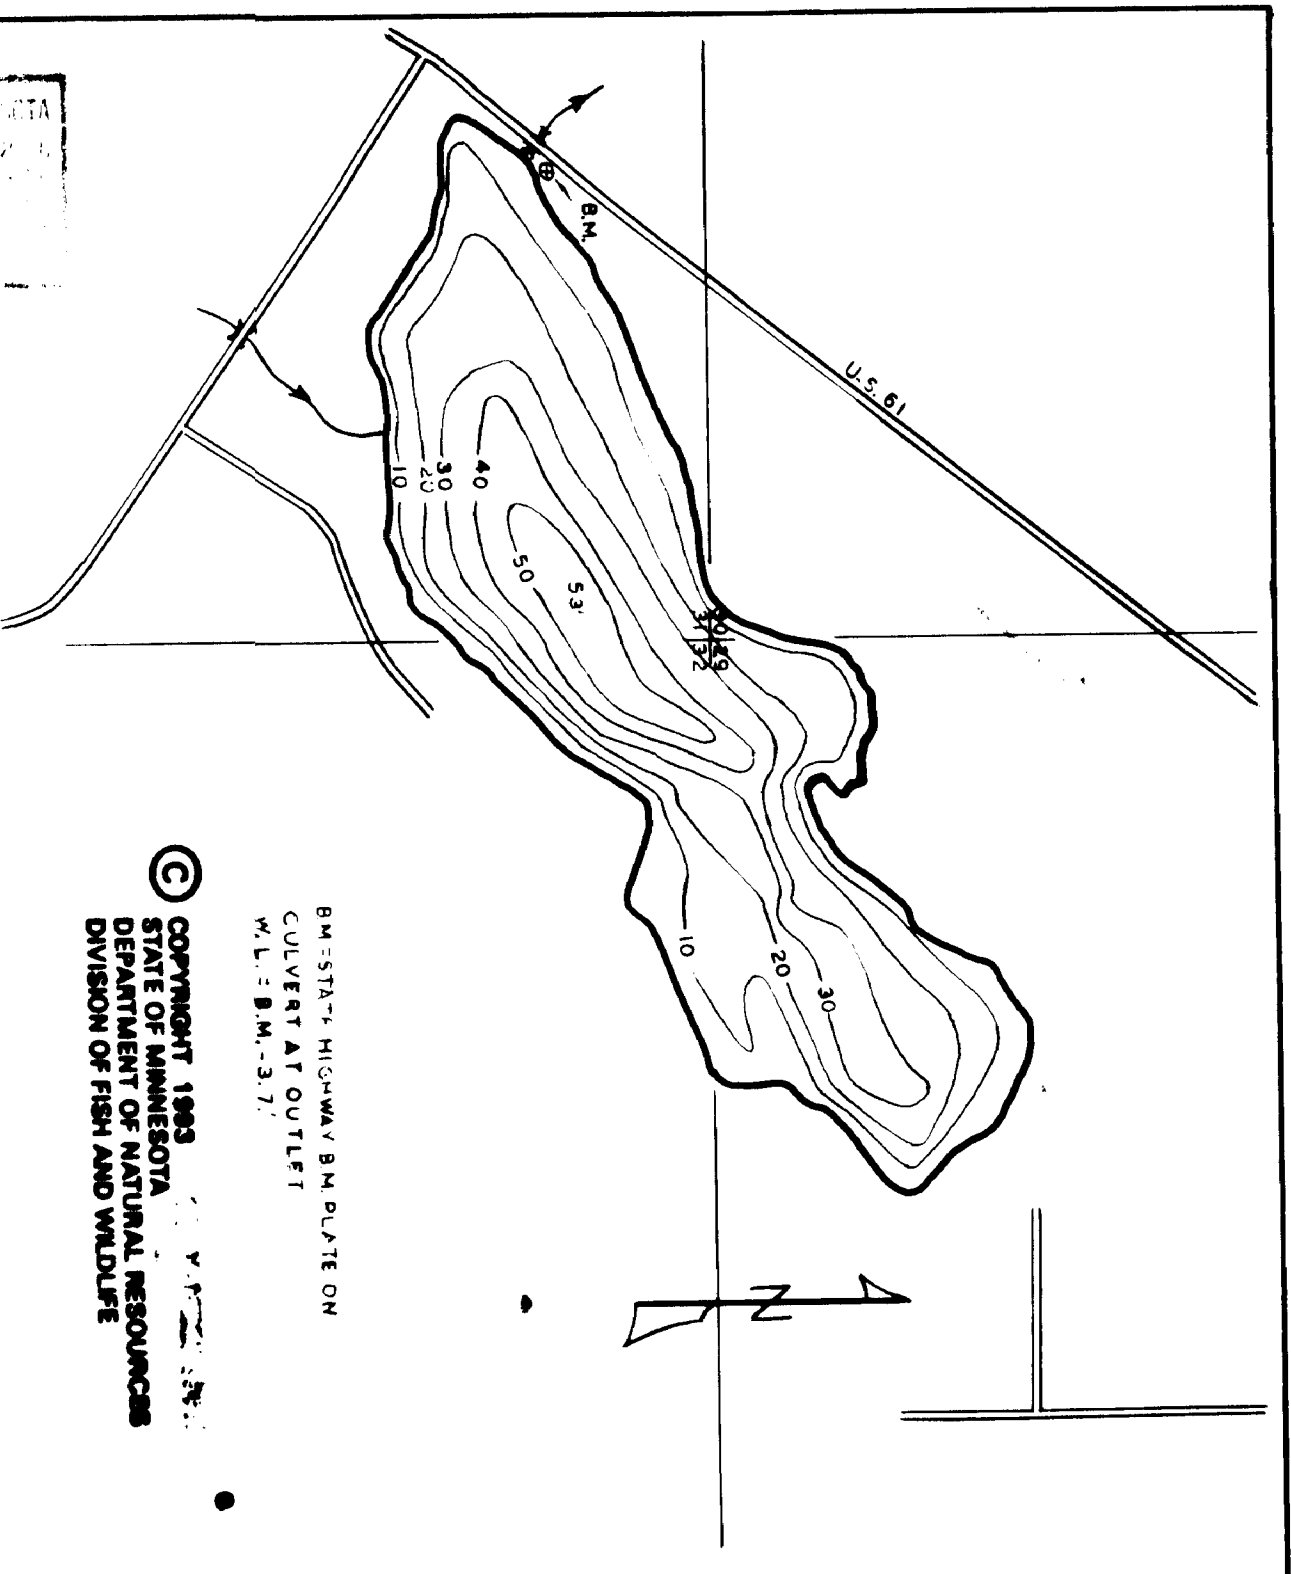 U.S. 61
B.M.
10
20
30
40
50
53'
30 29
31 32
10
20
30
N
BM=STATE HIGHWAY B.M. PLATE ON
CULVERT AT OUTLET
W.L. = B.M.-3.7'
© COPYRIGHT 1983
STATE OF MINNESOTA
DEPARTMENT OF NATURAL RESOURCES
DIVISION OF FISH AND WILDLIFE